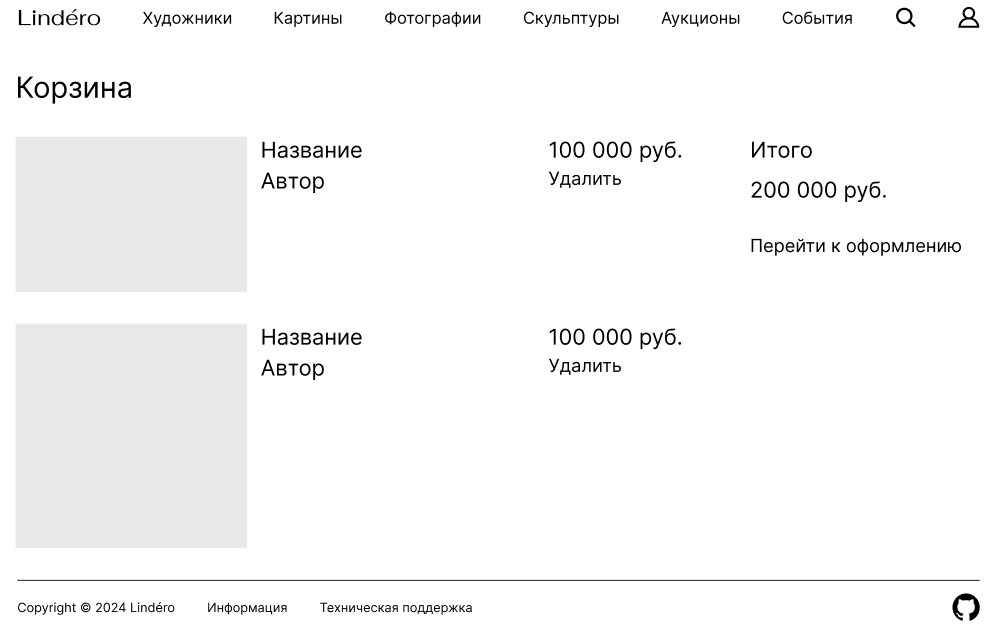 Lindéro Художники Картины Фотографии Скульптуры Аукционы События
Корзина
Название
Автор
100 000 руб.
Удалить
Итого
200 000 руб.
Перейти к оформлению
Название
Автор
100 000 руб.
Удалить
Copyright © 2024 Lindéro Информация Техническая поддержка